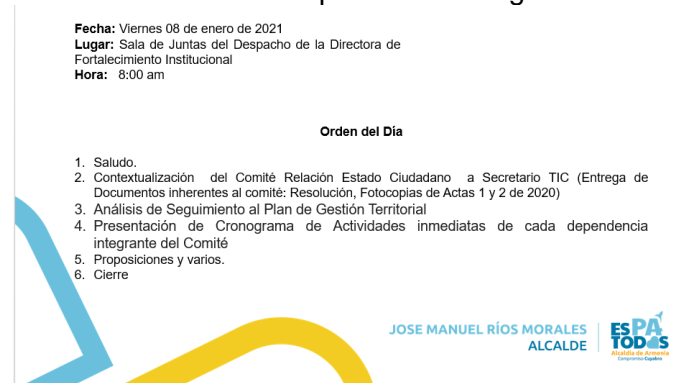 Fecha: Viernes 08 de enero de 2021
Lugar: Sala de Juntas del Despacho de la Directora de
Fortalecimiento Institucional
Hora: 8:00 am
Orden del Día
1. Saludo.
2. Contextualización del Comité Relación Estado Ciudadano a Secretario TIC (Entrega de
Documentos inherentes al comité: Resolución, Fotocopias de Actas 1 y 2 de 2020)
3. Análisis de Seguimiento al Plan de Gestión Territorial
4. Presentación de Cronograma de Actividades inmediatas de cada dependencia
integrante del Comité
5. Proposiciones y varios.
6. Cierre
JOSE MANUEL RÍOS MORALES
ALCALDE
ES PA
TODOS
Alcaldía de Armenia
Compromiso Cuyabro